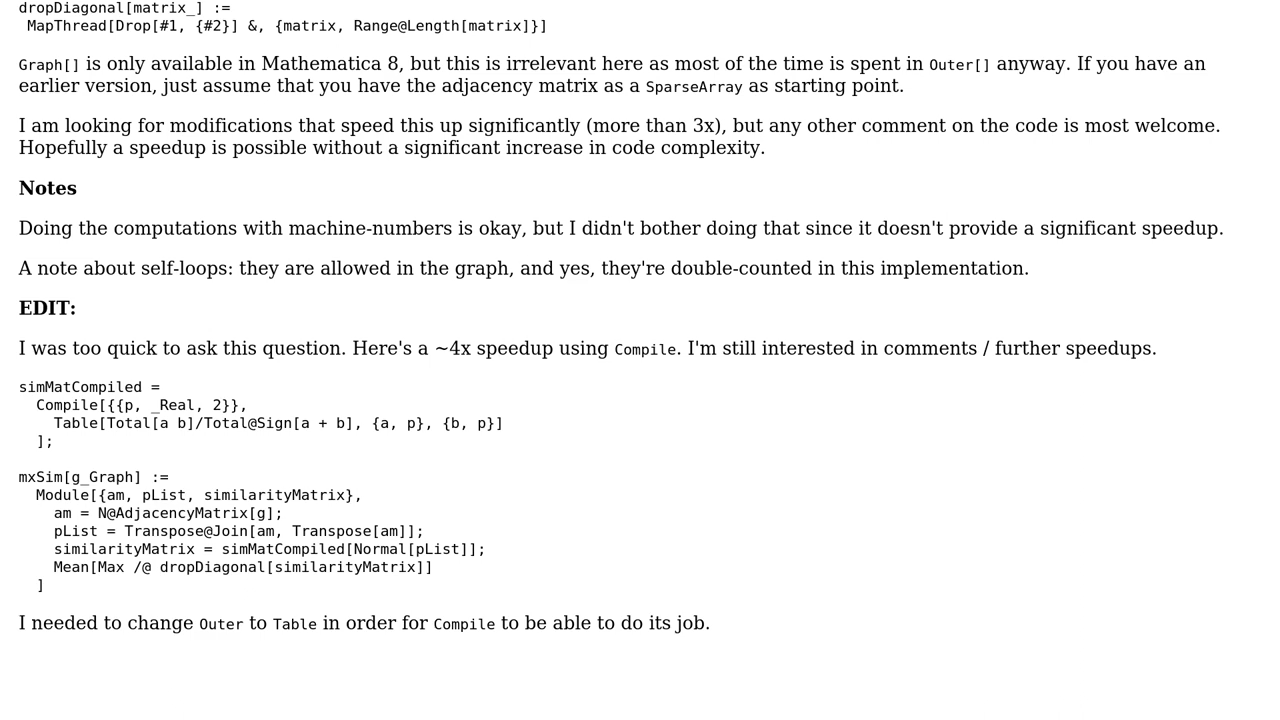 dropDiagonal[matrix_] :=
 MapThread[Drop[#1, {#2}] &, {matrix, Range@Length[matrix]}]
Graph[] is only available in Mathematica 8, but this is irrelevant here as most of the time is spent in Outer[] anyway. If you have an
earlier version, just assume that you have the adjacency matrix as a SparseArray as starting point.
I am looking for modifications that speed this up significantly (more than 3x), but any other comment on the code is most welcome.
Hopefully a speedup is possible without a significant increase in code complexity.
Notes
Doing the computations with machine-numbers is okay, but I didn't bother doing that since it doesn't provide a significant speedup.
A note about self-loops: they are allowed in the graph, and yes, they're double-counted in this implementation.
EDIT:
I was too quick to ask this question. Here's a ~4x speedup using Compile. I'm still interested in comments / further speedups.
simMatCompiled =
  Compile[{{p, _Real, 2}},
    Table[Total[a b]/Total@Sign[a + b], {a, p}, {b, p}]
  ];
mxSim[g_Graph] :=
  Module[{am, pList, similarityMatrix},
    am = N@AdjacencyMatrix[g];
    pList = Transpose@Join[am, Transpose[am]];
    similarityMatrix = simMatCompiled[Normal[pList]];
    Mean[Max /@ dropDiagonal[similarityMatrix]]
  ]
I needed to change Outer to Table in order for Compile to be able to do its job.